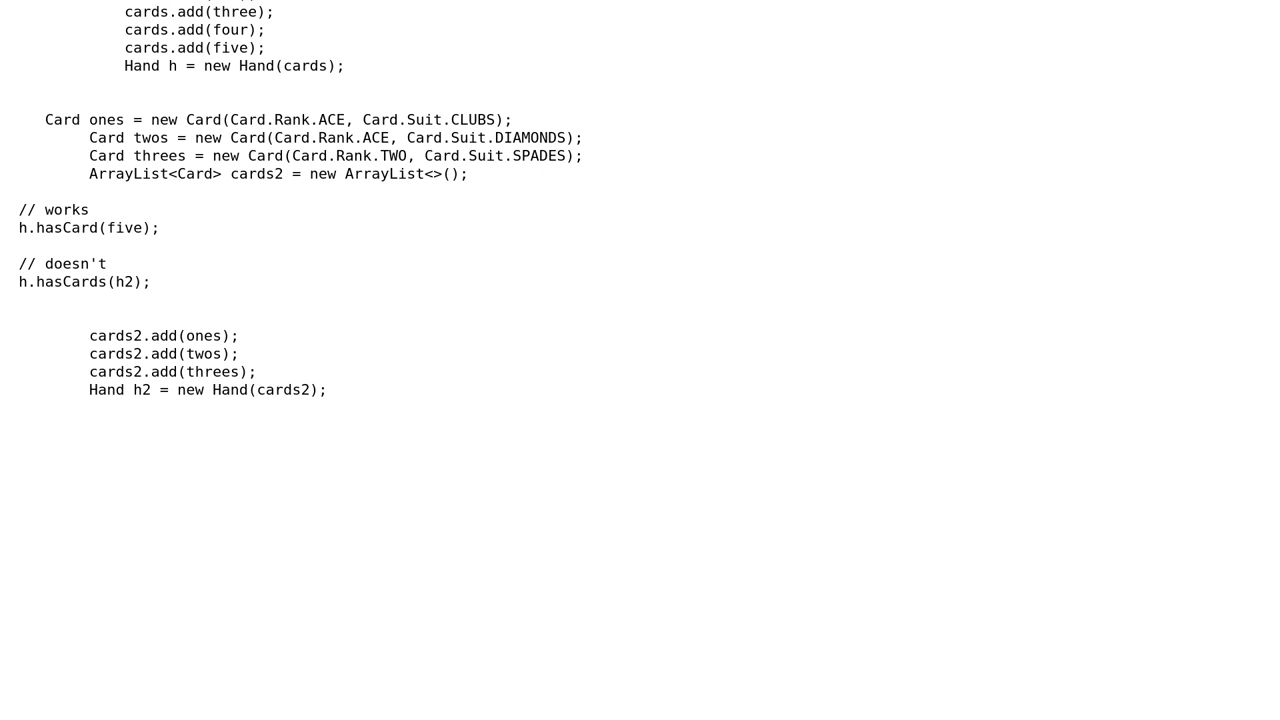 cards.add(three);
cards.add(four);
cards.add(five);
Hand h = new Hand(cards);
Card ones = new Card(Card.Rank.ACE, Card.Suit.CLUBS);
Card twos = new Card(Card.Rank.ACE, Card.Suit.DIAMONDS);
Card threes = new Card(Card.Rank.TWO, Card.Suit.SPADES);
ArrayList<Card> cards2 = new ArrayList<>();
// works
h.hasCard(five);
// doesn't
h.hasCards(h2);
cards2.add(ones);
cards2.add(twos);
cards2.add(threes);
Hand h2 = new Hand(cards2);